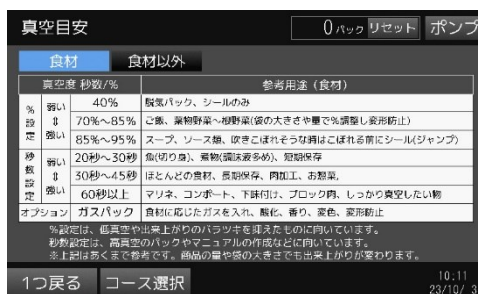 真空目安
0パック リセット ポンプ
食材 食材以外
真空度 秒数/% 参考用途（食材）
%設定 弱い⇕強い
40% 脱気パック、シールのみ
70%～85% ご飯、葉物野菜～根野菜(袋の大きさや量で%調整し変形防止)
85%～95% スープ、ソース類、吹きこぼれそうな時はこぼれる前にシール(ジャンプ)
秒数設定 弱い⇕強い
20秒～30秒 魚(切り身)、煮物(調味液多め)、短期保存
30秒～45秒 ほとんどの食材、長期保存、肉加工、お惣菜。
60秒以上 マリネ、コンポート、下味付け、ブロック肉、しっかり真空したい物
オプション ガスパック 食材に応じたガスを入れ、酸化、香り、変色、変形防止
%設定は、低真空や出来上がりのバラツキを抑えたものに向いています。
秒数設定は、高真空のパックやマニュアルの作成などに向いています。
※上記はあくまで参考です。商品の量や袋の大きさでも出来上がりが変わります。
1つ戻る コース選択
10:11
23/10/ 3